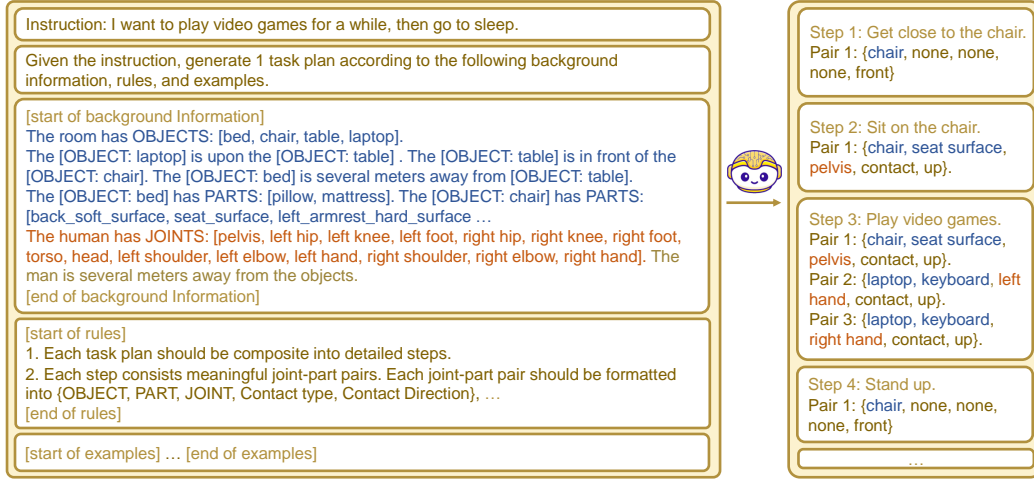 Instruction: I want to play video games for a while, then go to sleep.
Given the instruction, generate 1 task plan according to the following background
information, rules, and examples.
[start of background Information]
The room has OBJECTS: [bed, chair, table, laptop].
The [OBJECT: laptop] is upon the [OBJECT: table] . The [OBJECT: table] is in front of the
[OBJECT: chair]. The [OBJECT: bed] is several meters away from [OBJECT: table].
The [OBJECT: bed] has PARTS: [pillow, mattress]. The [OBJECT: chair] has PARTS:
[back_soft_surface, seat_surface, left_armrest_hard_surface …
The human has JOINTS: [pelvis, left hip, left knee, left foot, right hip, right knee, right foot,
torso, head, left shoulder, left elbow, left hand, right shoulder, right elbow, right hand]. The
man is several meters away from the objects.
[end of background Information]
[start of rules]
1. Each task plan should be composite into detailed steps.
2. Each step consists meaningful joint-part pairs. Each joint-part pair should be formatted
into {OBJECT, PART, JOINT, Contact type, Contact Direction}, …
[end of rules]
[start of examples] … [end of examples]
Step 1: Get close to the chair.
Pair 1: {chair, none, none,
none, front}
Step 2: Sit on the chair.
Pair 1: {chair, seat surface,
pelvis, contact, up}.
Step 3: Play video games.
Pair 1: {chair, seat surface,
pelvis, contact, up}.
Pair 2: {laptop, keyboard, left
hand, contact, up}.
Pair 3: {laptop, keyboard,
right hand, contact, up}.
Step 4: Stand up.
Pair 1: {chair, none, none,
none, front}
…